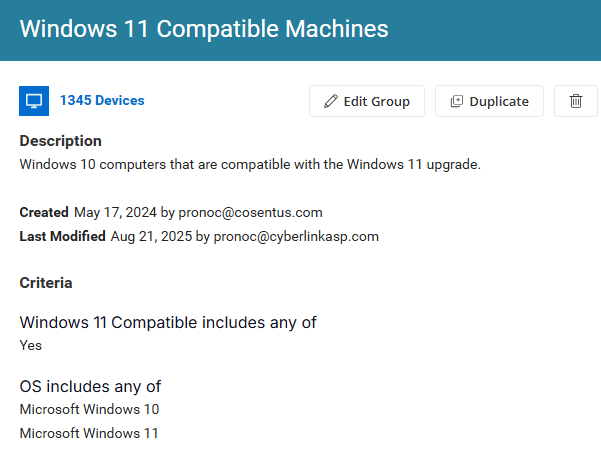 Windows 11 Compatible Machines
1345 Devices
Edit Group
Duplicate
Description
Windows 10 computers that are compatible with the Windows 11 upgrade.
Created May 17, 2024 by pronoc@cosentus.com
Last Modified Aug 21, 2025 by pronoc@cyberlinkasp.com
Criteria
Windows 11 Compatible includes any of
Yes
OS includes any of
Microsoft Windows 10
Microsoft Windows 11